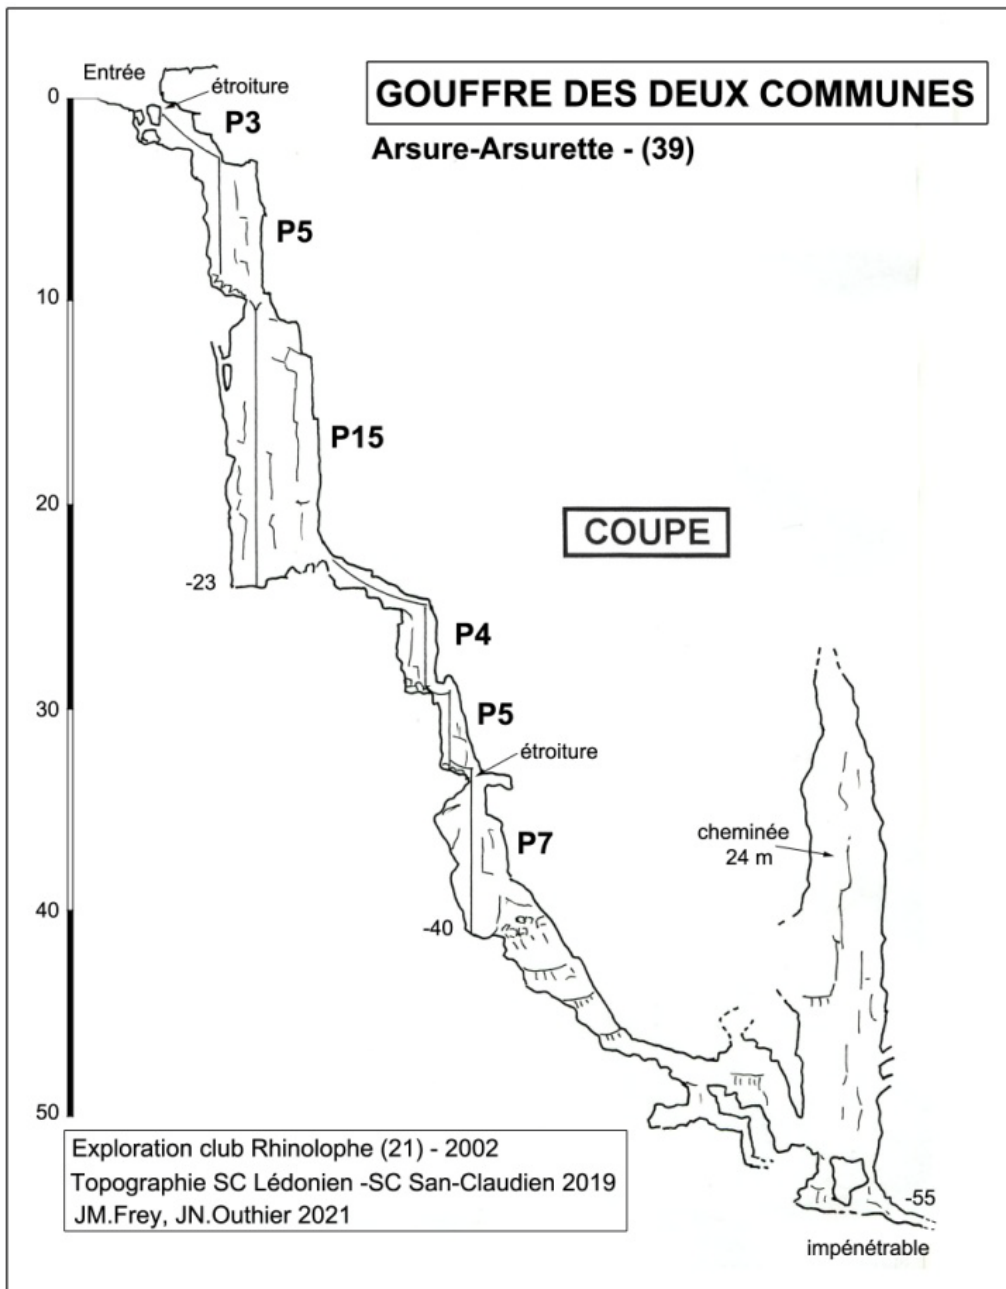 Entrée
étroiture
GOUFFRE DES DEUX COMMUNES
0
P3
Arsure-Arsurette - (39)
P5
10
P15
20
COUPE
-23
P4
30
P5
étroiture
cheminée
24 m
P7
40
-40
50
Exploration club Rhinolophe (21) - 2002
Topographie SC Lédonien -SC San-Claudien 2019
JM.Frey, JN.Outhier 2021
-55
impénétrable